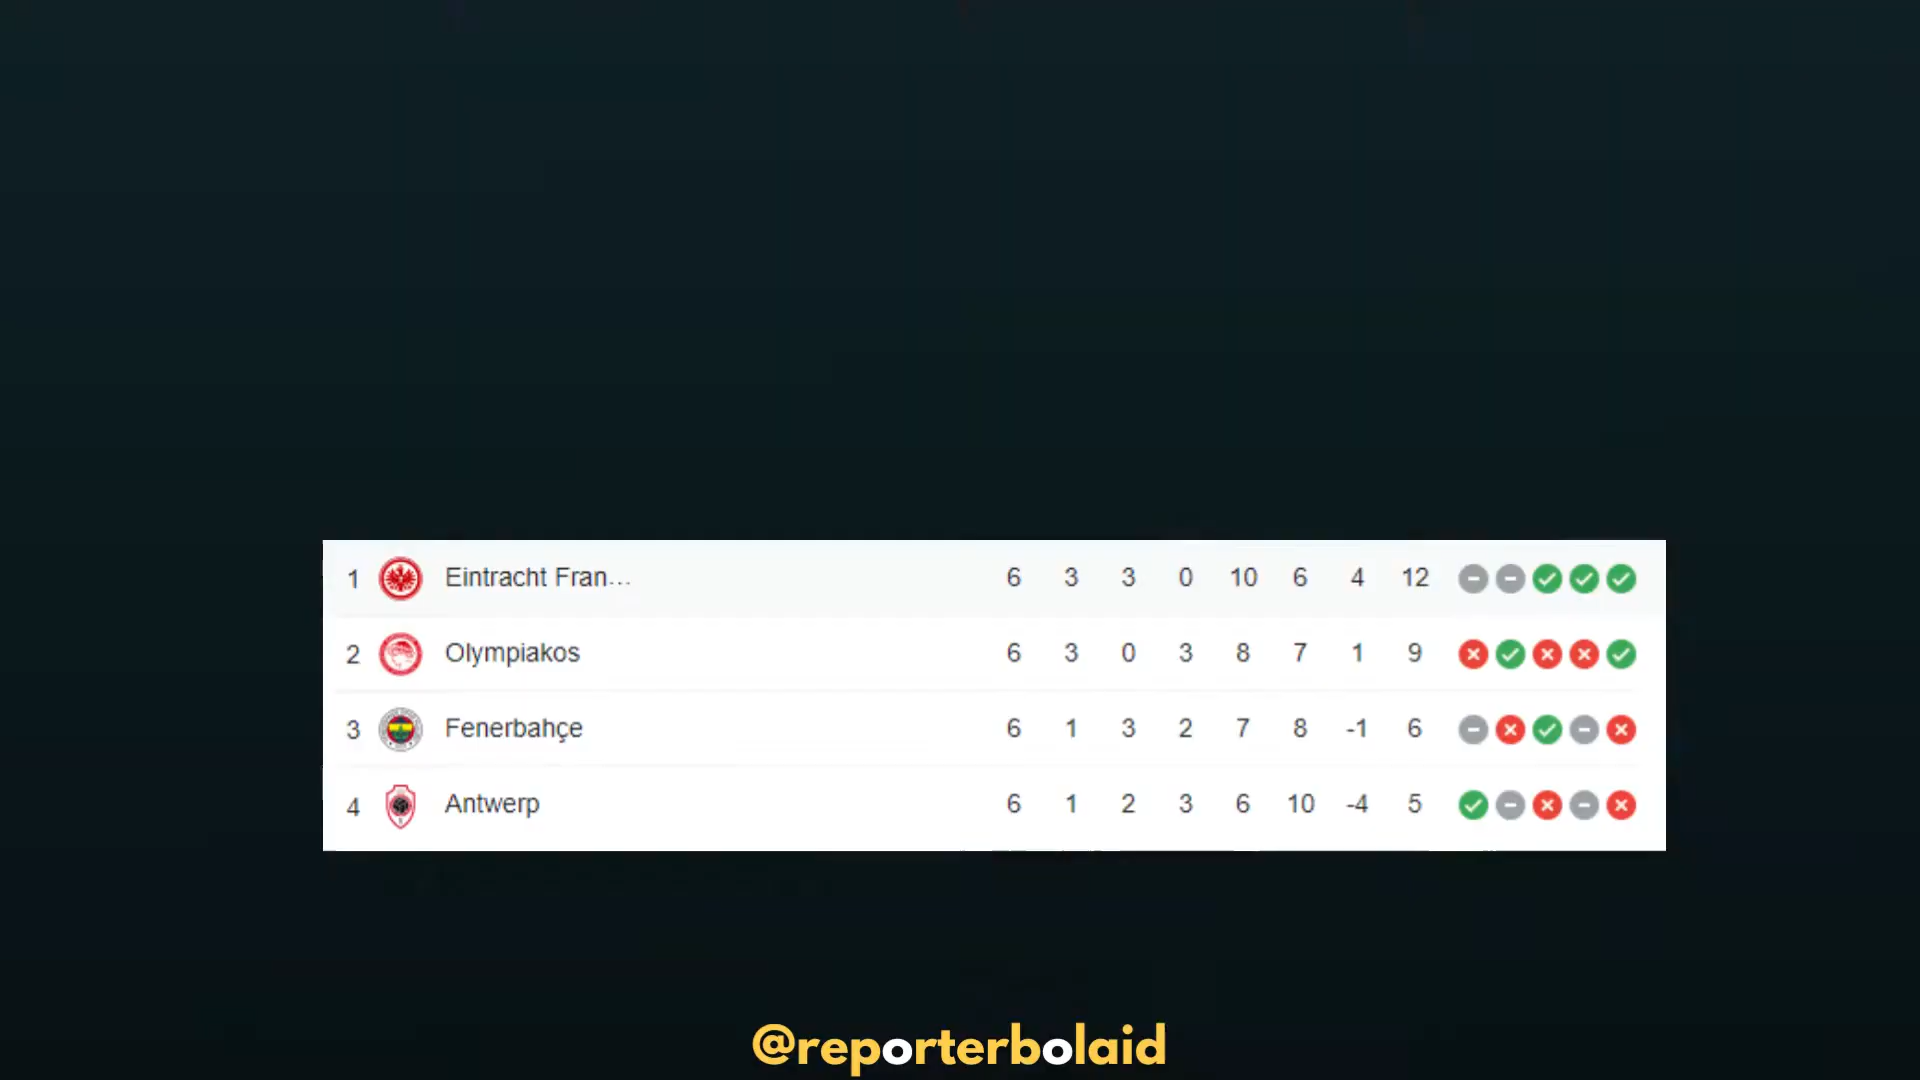 1 Eintracht Fran... 6 3 3 0 10 6 4 12
2 Olympiakos 6 3 0 3 8 7 1 9
3 Fenerbahçe 6 1 3 2 7 8 -1 6
4 Antwerp 6 1 2 3 6 10 -4 5
@reporterbolaid